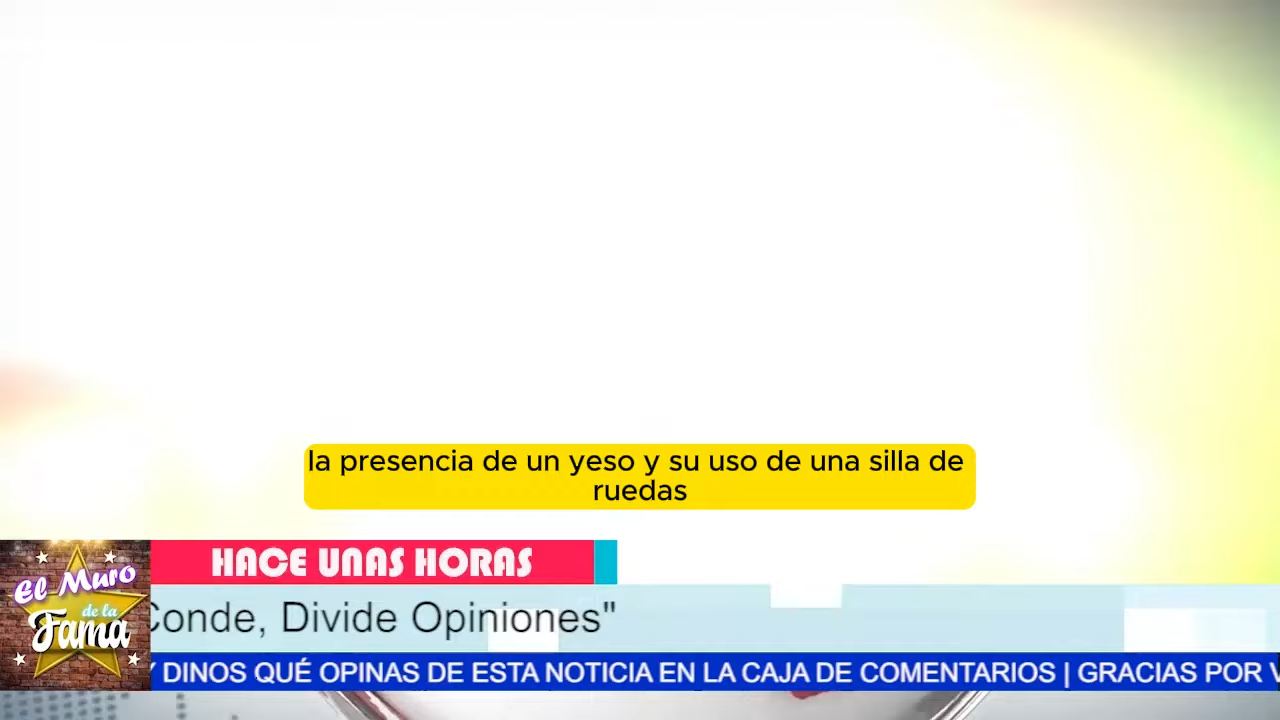 la presencia de un yeso y su uso de una silla de
ruedas
HACE UNAS HORAS
El Muro
de la
Fama
Conde, Divide Opiniones"
Y DINOS QUÉ OPINAS DE ESTA NOTICIA EN LA CAJA DE COMENTARIOS | GRACIAS POR V